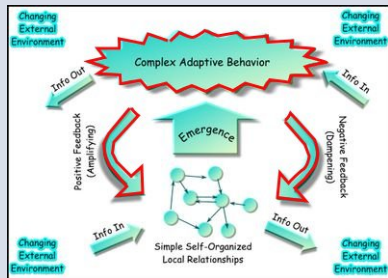 Changing
External
Environment
Changing
External
Environment
Complex Adaptive Behavior
Info Out
Info In
Emergence
Positive Feedback
(Amplifying)
Negative Feedback
(Dampening)
Info In
Info Out
Simple Self-Organized
Local Relationships
Changing
External
Environment
Changing
External
Environment